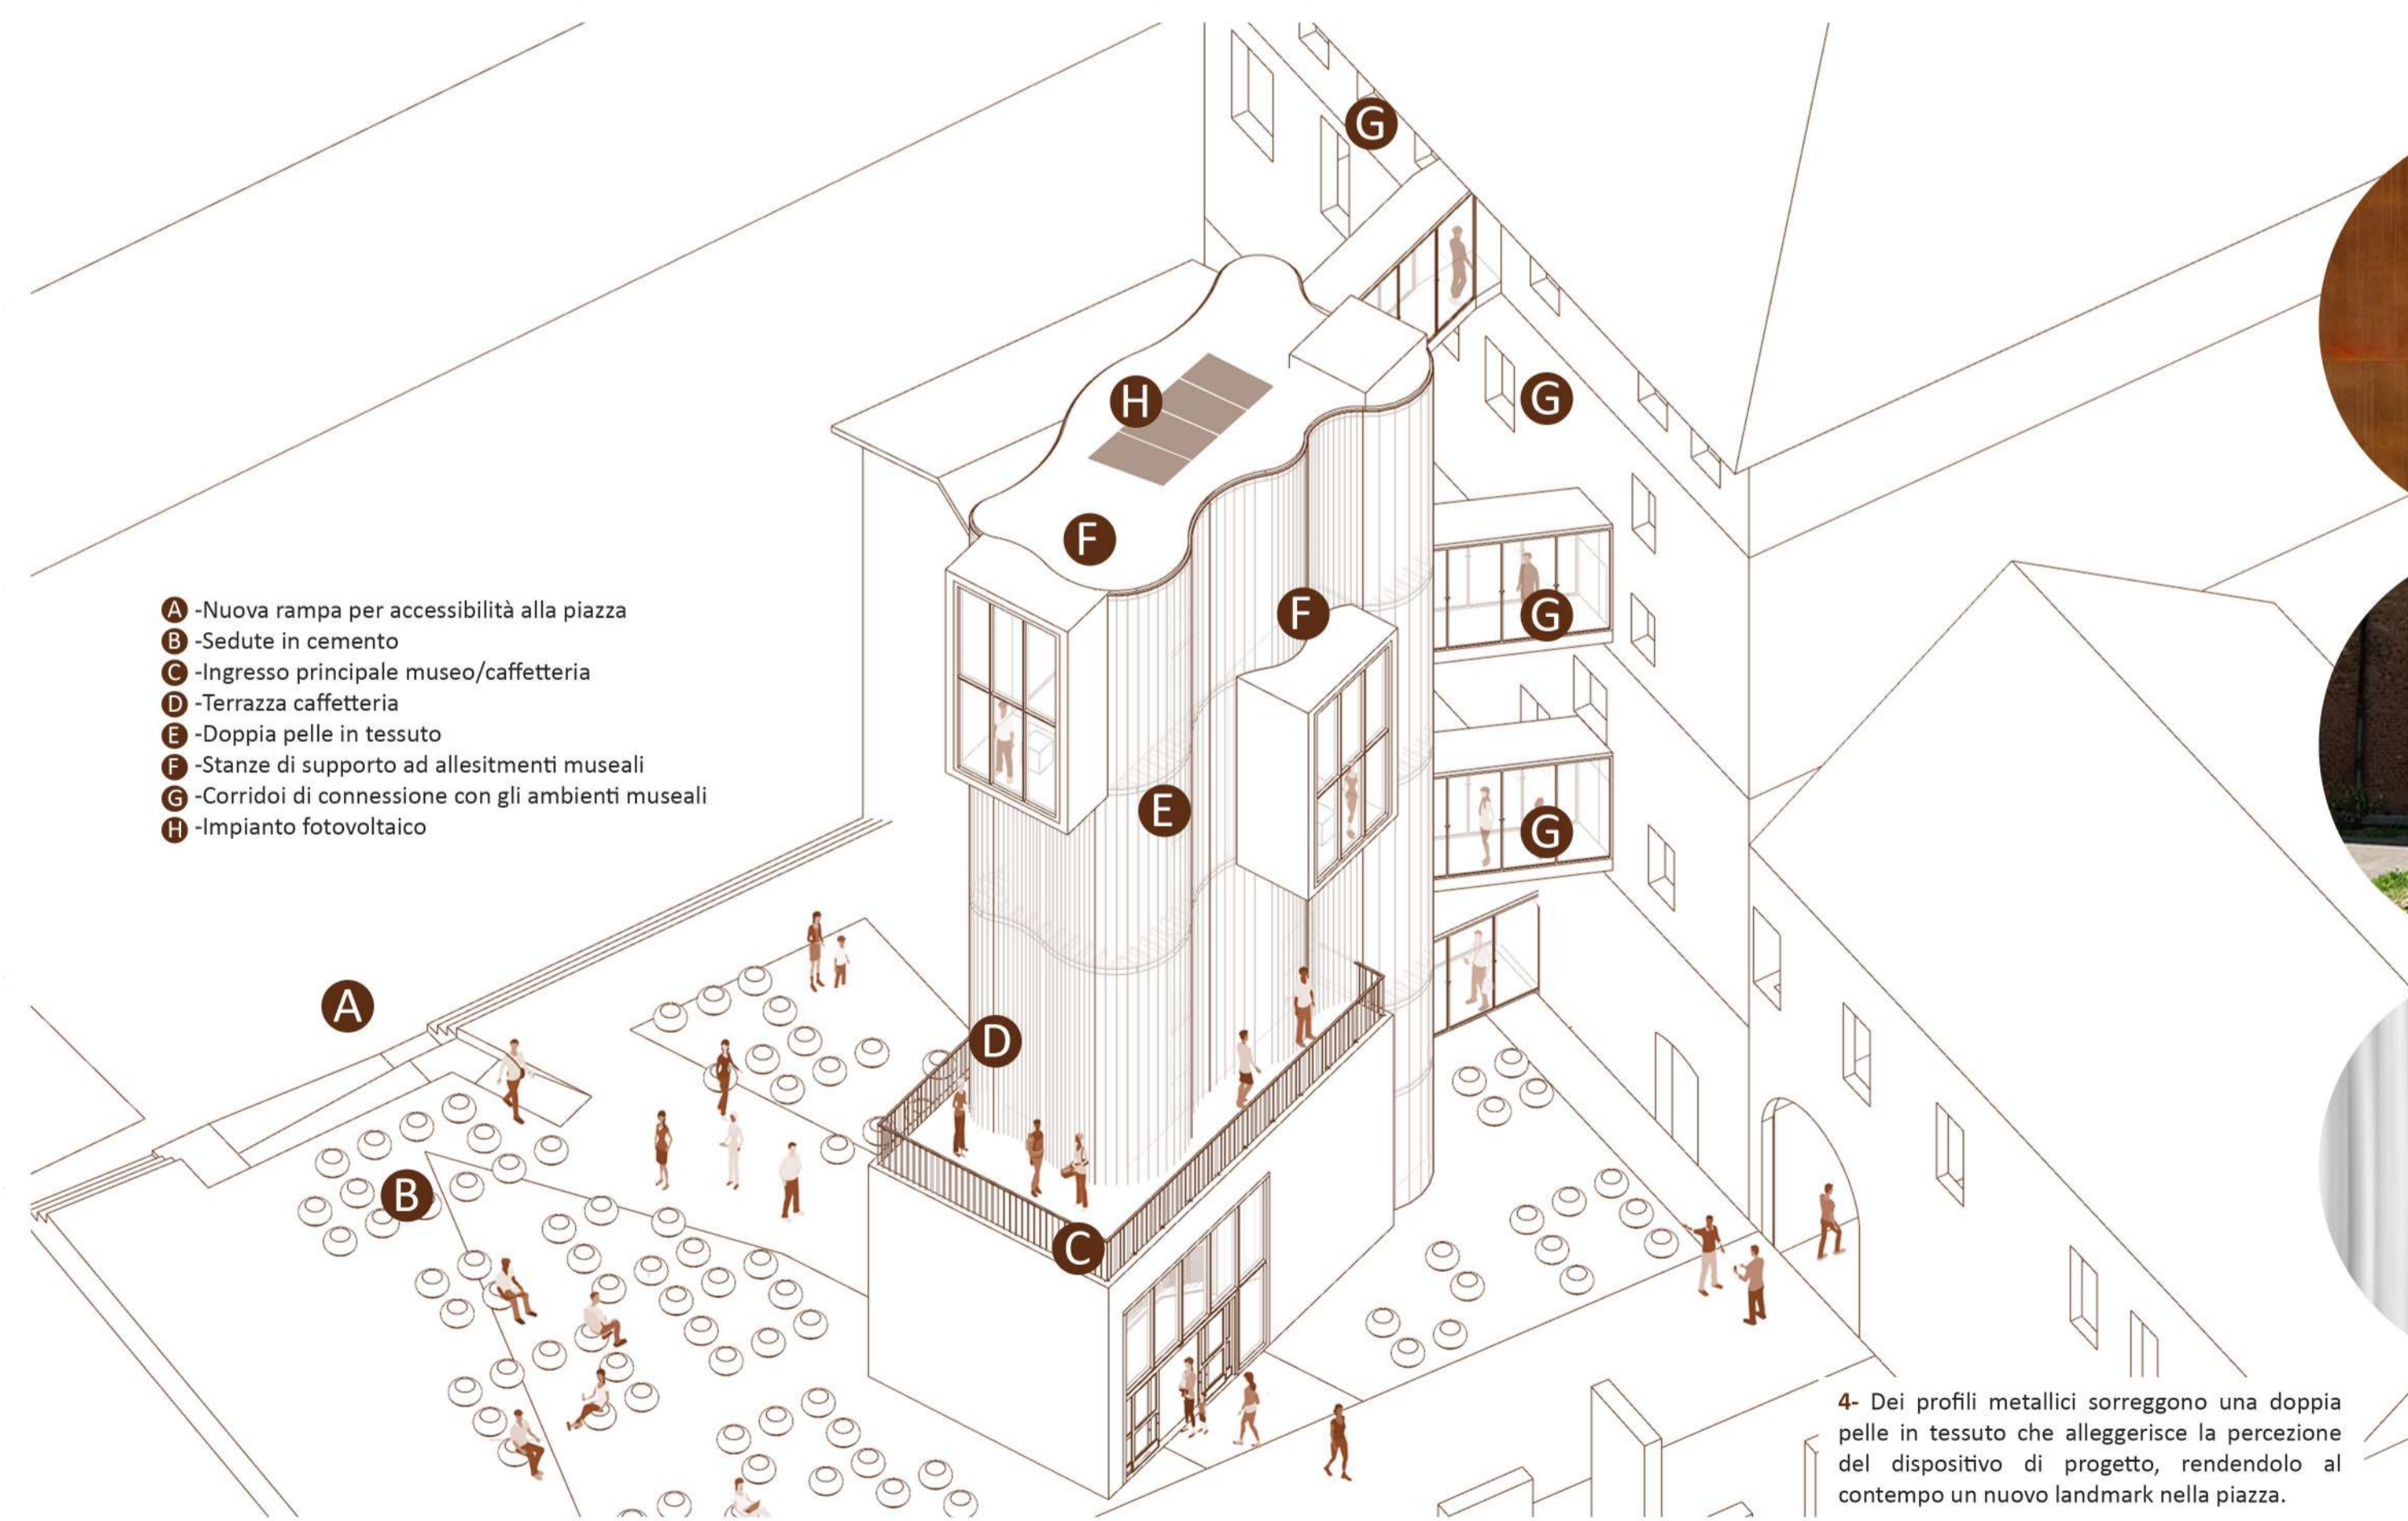 G
G
H
F
F
G
A -Nuova rampa per accessibilità alla piazza
B -Sedute in cemento
C -Ingresso principale museo/caffetteria
D -Terrazza caffetteria
E -Doppia pelle in tessuto
F -Stanze di supporto ad allesitmenti museali
G -Corridoi di connessione con gli ambienti museali
H -Impianto fotovoltaico
E
G
A
D
B
C
4- Dei profili metallici sorreggono una doppia
pelle in tessuto che alleggerisce la percezione
del dispositivo di progetto, rendendolo al
contempo un nuovo landmark nella piazza.